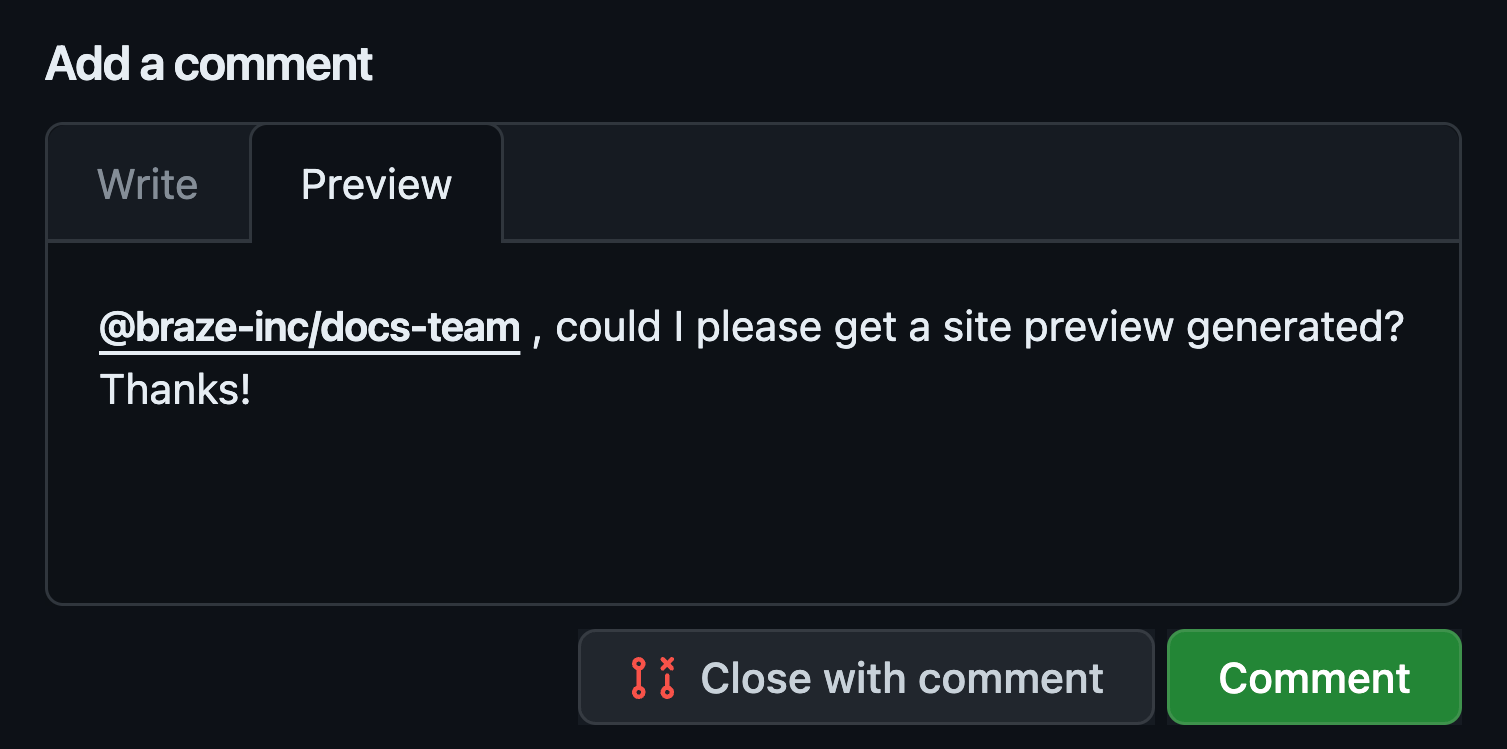 Add a comment
Write
Preview
@braze-inc/docs-team , could I please get a site preview generated?
Thanks!
Close with comment
Comment